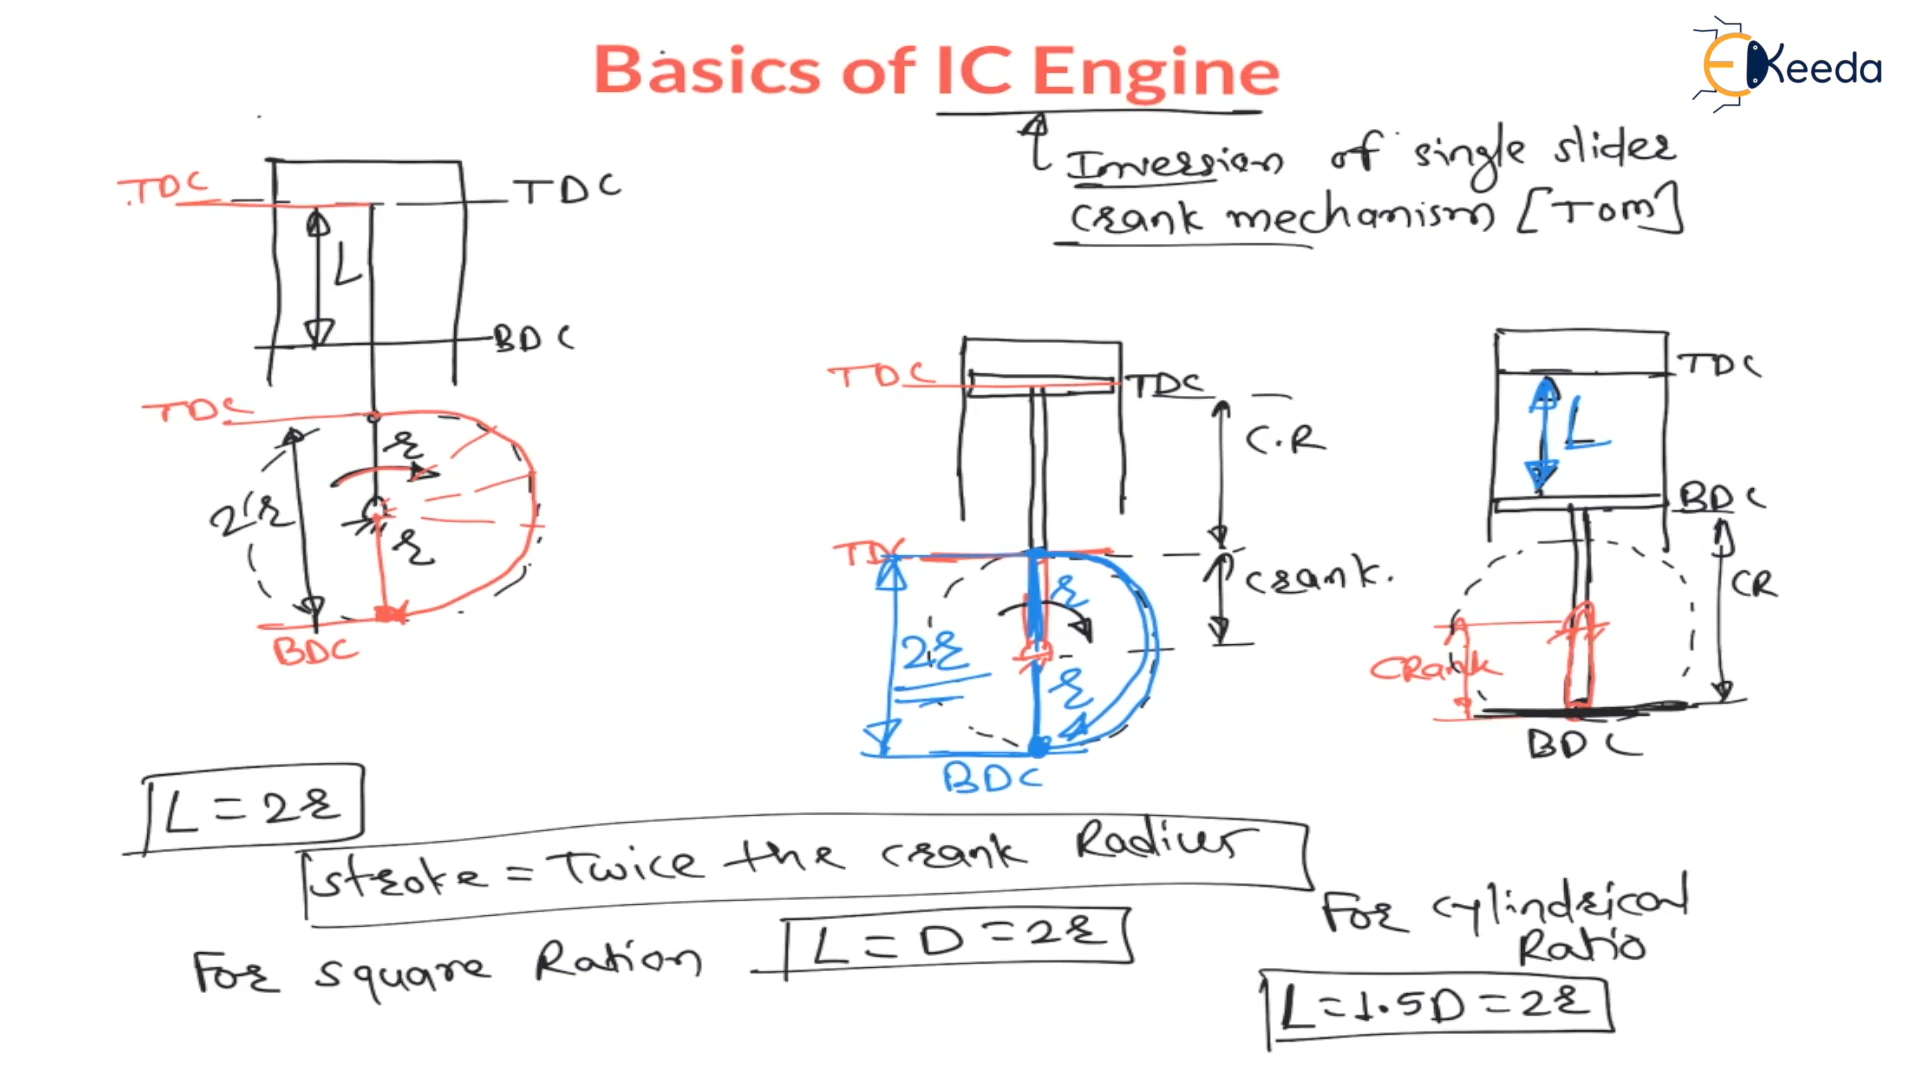 Basics of IC Engine
EKeeda
Inversion of single slider
crank mechanism [TOM]
TDC
TDC
L
BDC
TDC
r
2r
r
BDC
TDC
TDC
C.R
TDC
crank.
r
2r
r
BDC
TDC
L
BDC
CR
CRank
BDC
L = 2r
stroke = Twice the crank Radius
For square Ration L = D = 2r
For cylindrical
Ratio
L = 1.5D = 2r